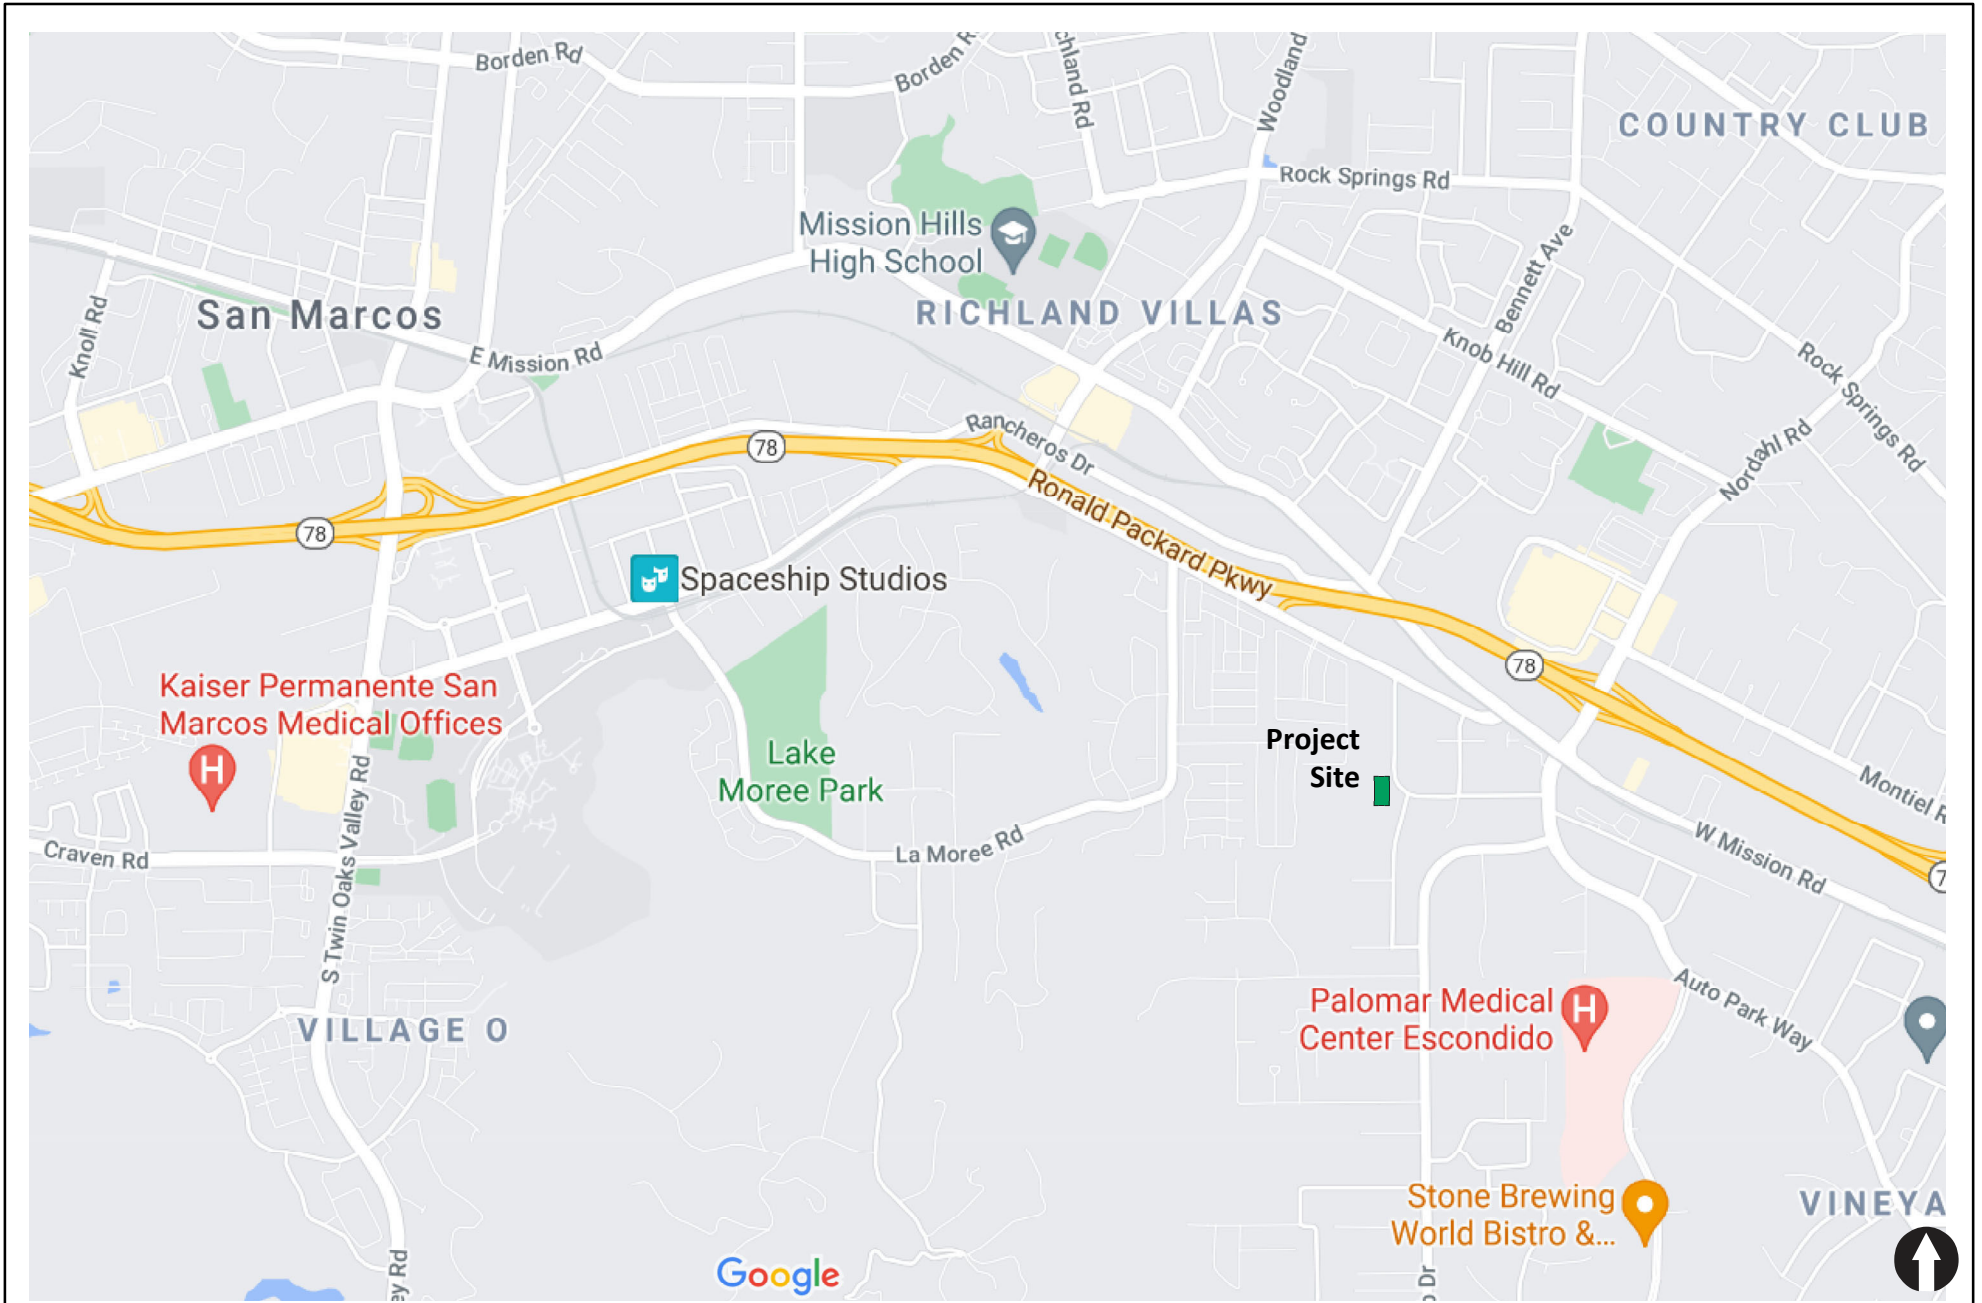 Borden Rd
Borden R
chland Rd
Woodland
COUNTRY CLUB
Rock Springs Rd
Mission Hills
High School
Bennett Ave
San Marcos
RICHLAND VILLAS
Knoll Rd
E Mission Rd
Knob Hill Rd
Rock Springs Rd
Rancheros Dr
Nordahl Rd
78
Ronald Packard Pkwy
78
Spaceship Studios
78
Kaiser Permanente San
Marcos Medical Offices
H
Project
Site
Lake
Moree Park
S Twin Oaks Valley Rd
Montiel R
La Moree Rd
W Mission Rd
Craven Rd
7
Palomar Medical
Center Escondido
H
Auto Park Way
VILLAGE O
Stone Brewing
World Bistro &...
VINEYA
ey Rd
Google
o Dr